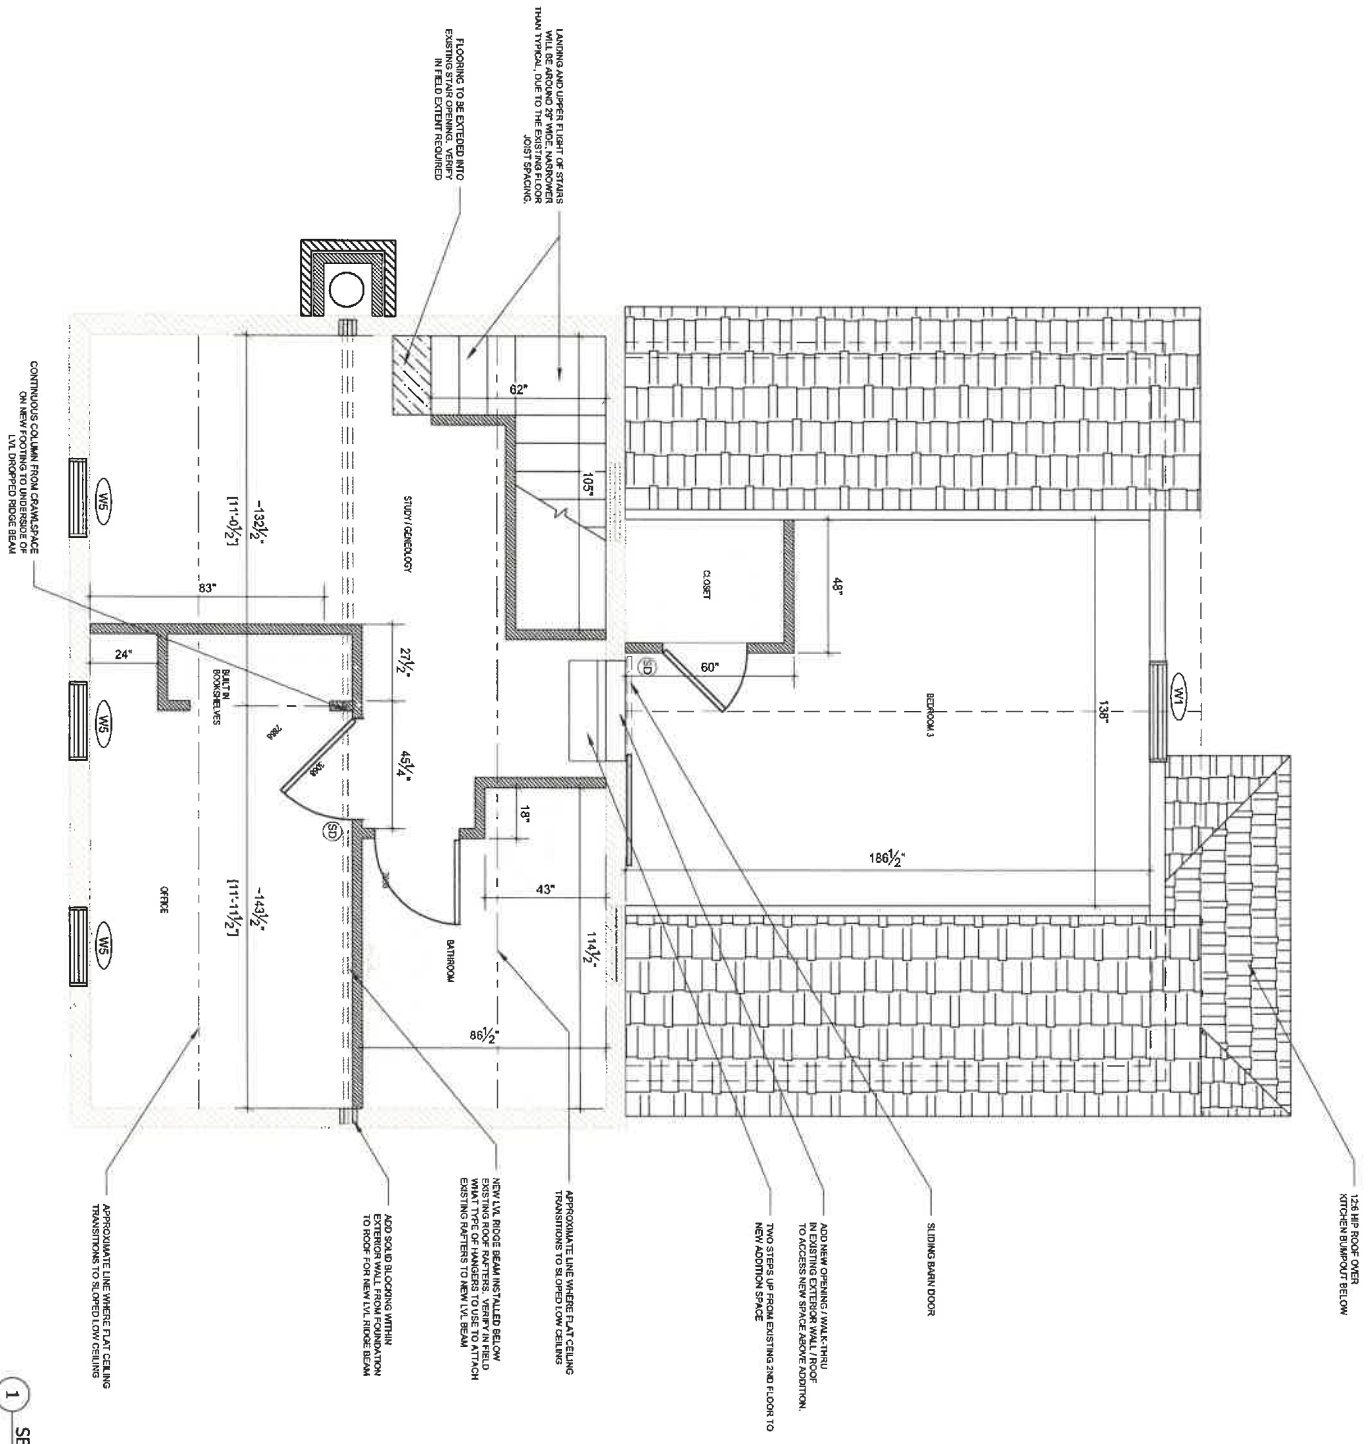 LANDING AND UPPER FLIGHT OF STAIRS
WILL BE AROUND 29" WIDE, NARROWER
THAN TYPICAL, DUE TO THE EXISTING FLOOR
JOIST SPACING.
FLOORING TO BE EXTEDED INTO
EXISTING STAIR OPENING. VERIFY
IN FIELD EXTENT REQUIRED
CONTINUOUS COLUMN FROM CRAWLSPACE
ON NEW FOOTING TO UNDERSIDE OF
LVL DROPPED RIDGE BEAM
62"
105"
STUDY / GENEOLOGY
~132½"
[11'-0½"]
83"
24"
27½"
45¼"
BUILT IN
BOOKSHELVES
7868
3068
SD
OFFICE
~143½"
[11'-11½"]
W5
W5
W5
CLOSET
48"
60"
SD
BEDROOM 3
138"
186½"
W1
18"
43"
114½"
BATHROOM
86½"
12:6 HIP ROOF OVER
KITCHEN BUMPOUT BELOW
SLIDING BARN DOOR
ADD NEW OPENING / WALK-THRU
IN EXISTING EXTERIOR WALL / ROOF
TO ACCESS NEW SPACE ABOVE ADDITION.
TWO STEPS UP FROM EXISTING 2ND FLOOR TO
NEW ADDITION SPACE
APPROXIMATE LINE WHERE FLAT CEILING
TRANSITIONS TO SLOPED LOW CEILING
NEW LVL RIDGE BEAM INSTALLED BELOW
EXISTING ROOF RAFTERS. VERIFY IN FIELD
WHAT TYPE OF HANGERS TO USE TO ATTACH
EXISTING RAFTERS TO NEW LVL BEAM
ADD SOLID BLOCKING WITHIN
EXTERIOR WALL FROM FOUNDATION
TO ROOF FOR NEW LVL RIDGE BEAM
APPROXIMATE LINE WHERE FLAT CEILING
TRANSITIONS TO SLOPED LOW CEILING
1